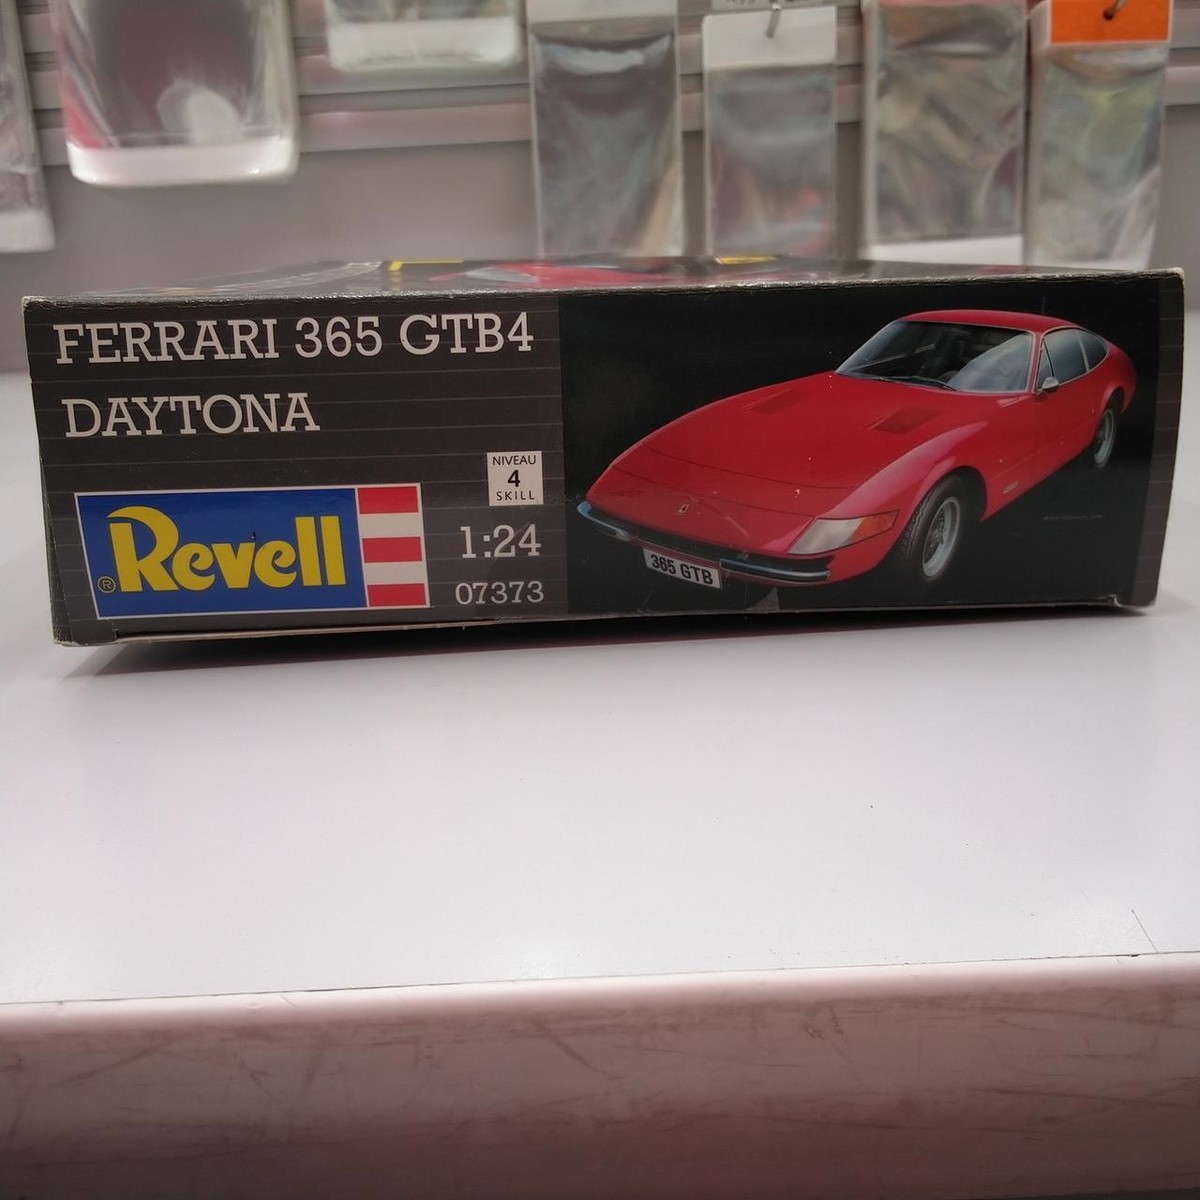 FERRARI 365 GTB4
DAYTONA
NIVEAU
4
SKILL
® Revell
1:24
07373
365 GTB